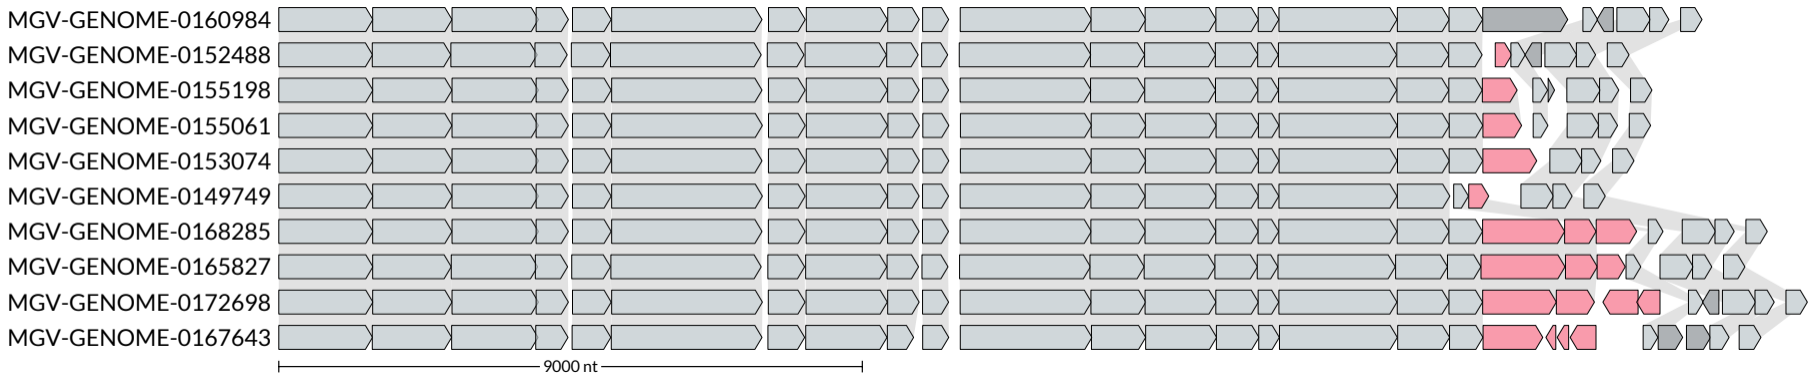 MGV-GENOME-0160984
MGV-GENOME-0152488
MGV-GENOME-0155198
MGV-GENOME-0155061
MGV-GENOME-0153074
MGV-GENOME-0149749
MGV-GENOME-0168285
MGV-GENOME-0165827
MGV-GENOME-0172698
MGV-GENOME-0167643
9000 nt